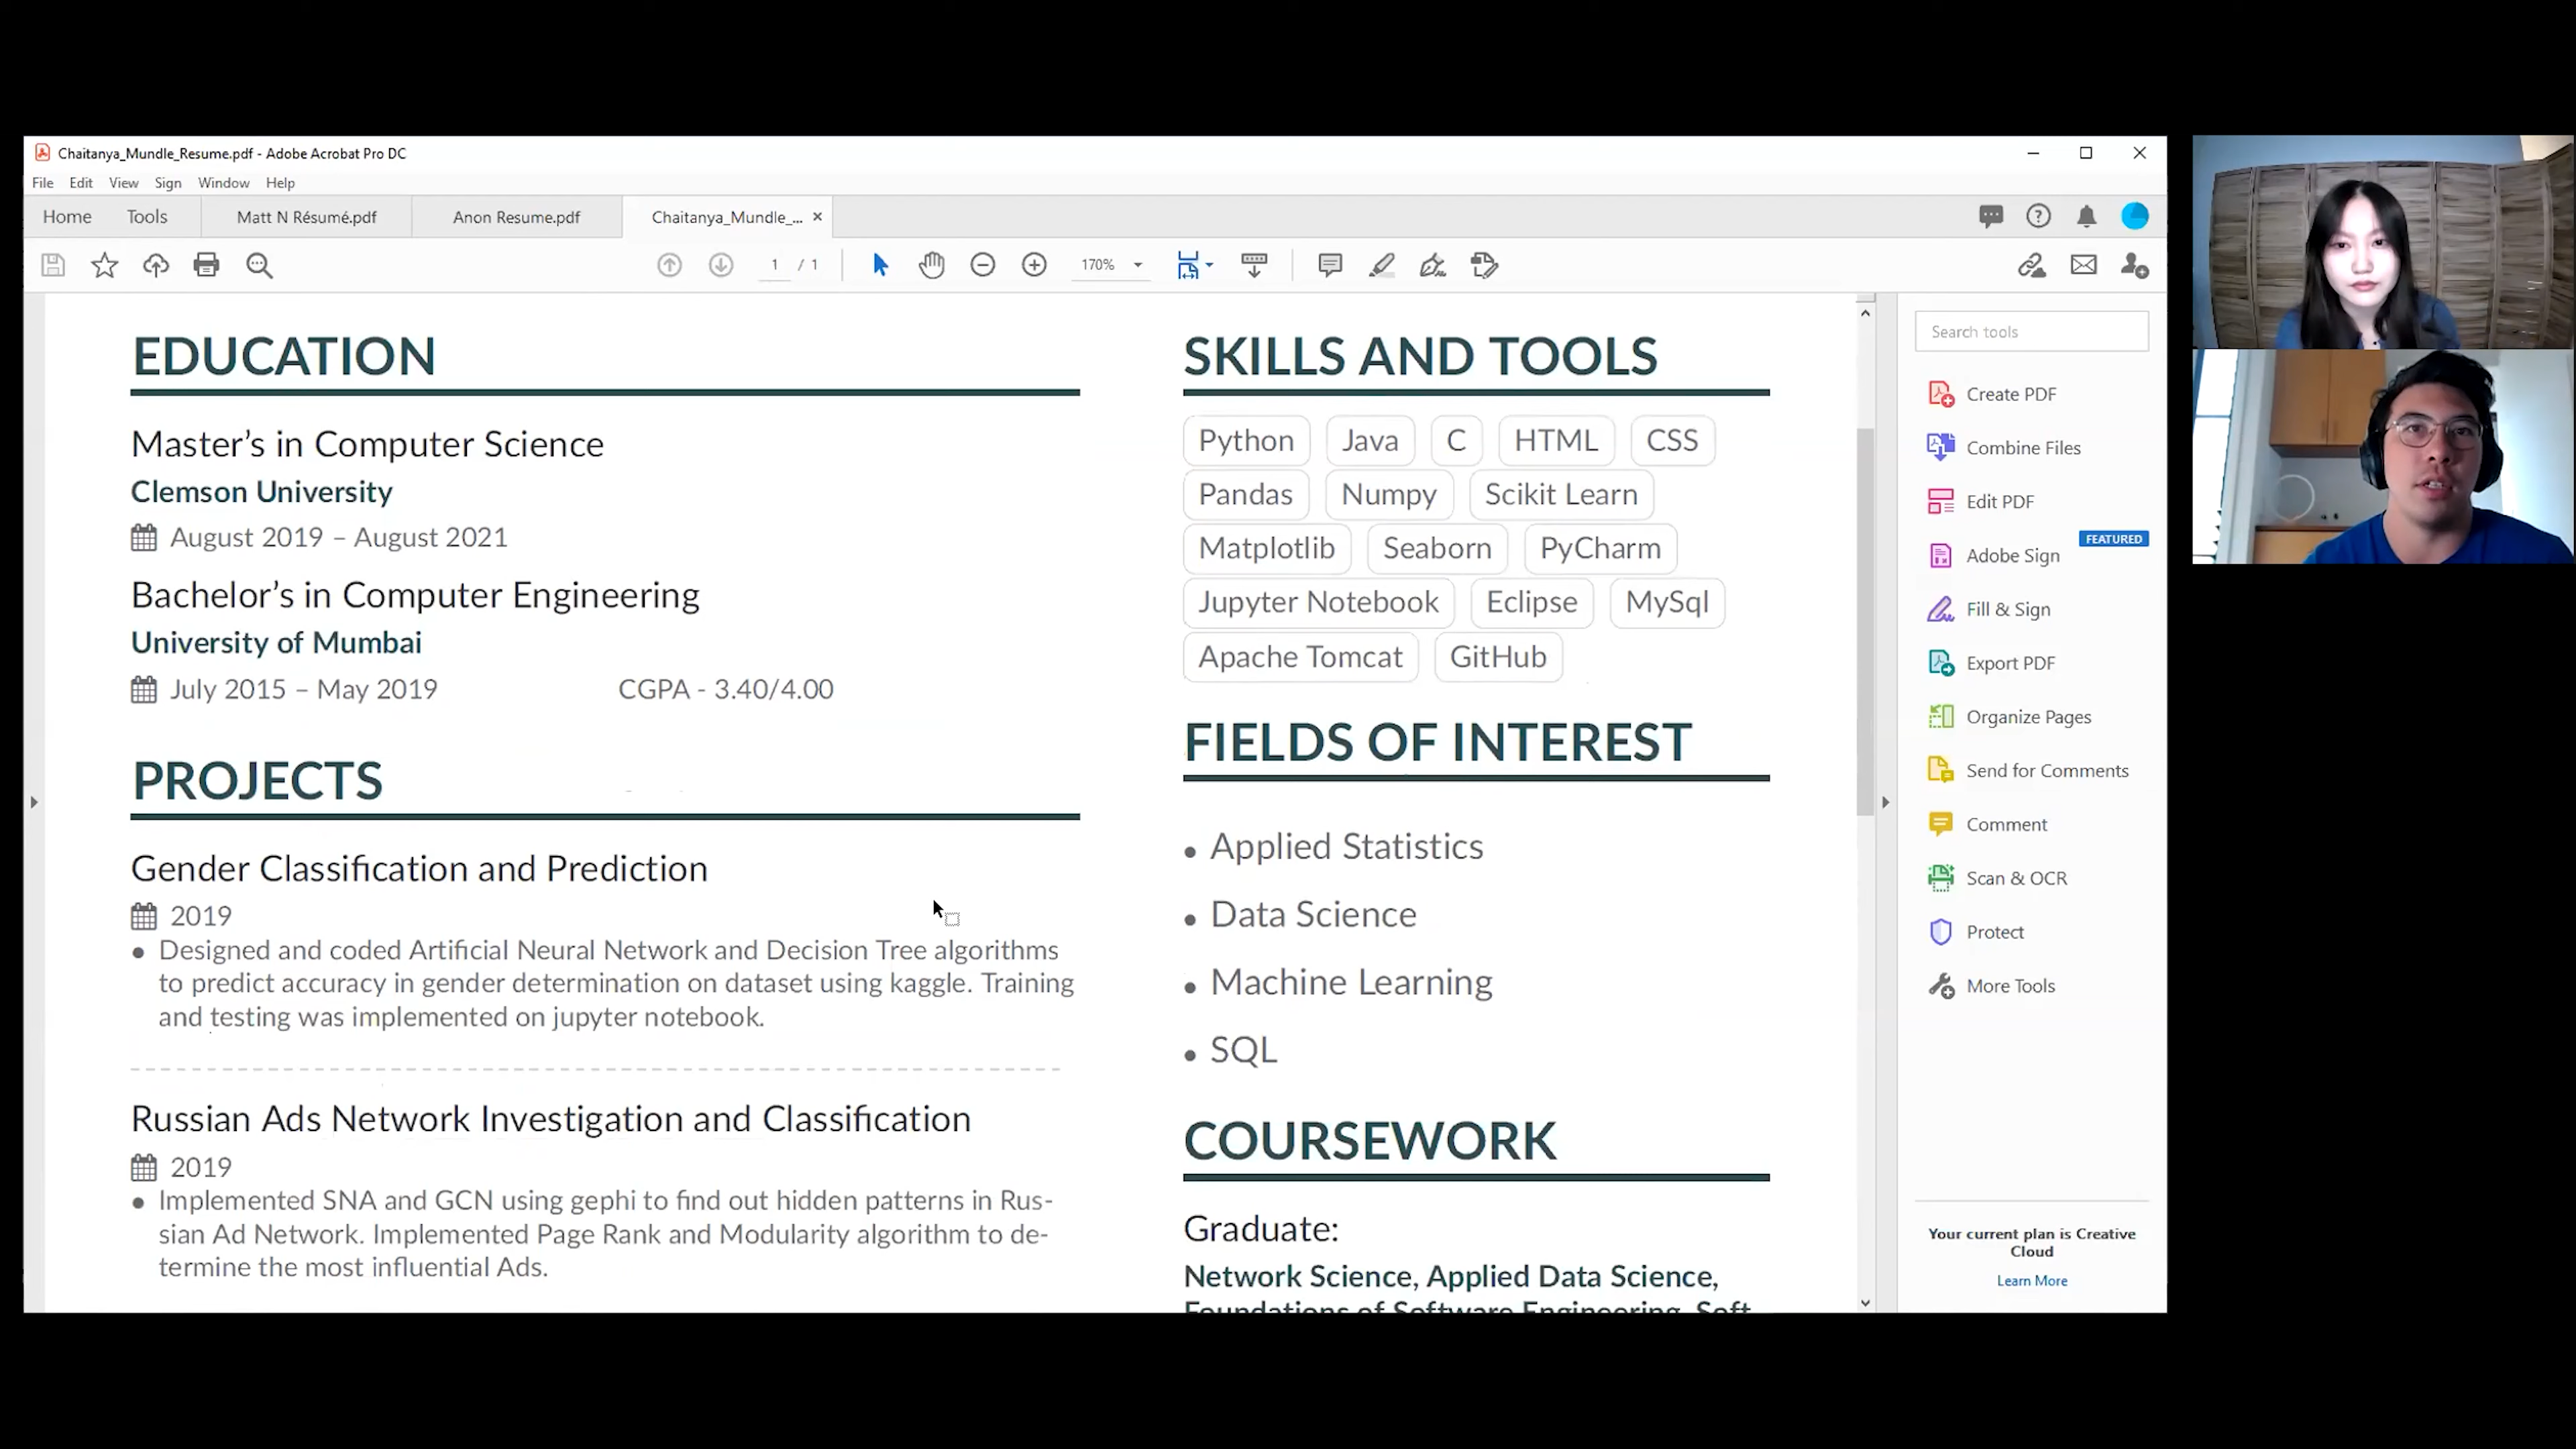 Chaitanya_Mundle_Resume.pdf - Adobe Acrobat Pro DC
File Edit View Sign Window Help
Home Tools Matt N Résumé.pdf Anon Resume.pdf Chaitanya_Mundle_...
1 / 1 170%
EDUCATION
Master's in Computer Science
Clemson University
August 2019 – August 2021
Bachelor's in Computer Engineering
University of Mumbai
July 2015 – May 2019 CGPA - 3.40/4.00
PROJECTS
Gender Classification and Prediction
2019
• Designed and coded Artificial Neural Network and Decision Tree algorithms
to predict accuracy in gender determination on dataset using kaggle. Training
and testing was implemented on jupyter notebook.
Russian Ads Network Investigation and Classification
2019
• Implemented SNA and GCN using gephi to find out hidden patterns in Rus-
sian Ad Network. Implemented Page Rank and Modularity algorithm to de-
termine the most influential Ads.
SKILLS AND TOOLS
Python Java C HTML CSS
Pandas Numpy Scikit Learn
Matplotlib Seaborn PyCharm
Jupyter Notebook Eclipse MySql
Apache Tomcat GitHub
FIELDS OF INTEREST
• Applied Statistics
• Data Science
• Machine Learning
• SQL
COURSEWORK
Graduate:
Network Science, Applied Data Science,
Foundations of Software Engineering, Soft
Search tools
Create PDF
Combine Files
Edit PDF
FEATURED
Adobe Sign
Fill & Sign
Export PDF
Organize Pages
Send for Comments
Comment
Scan & OCR
Protect
More Tools
Your current plan is Creative
Cloud
Learn More